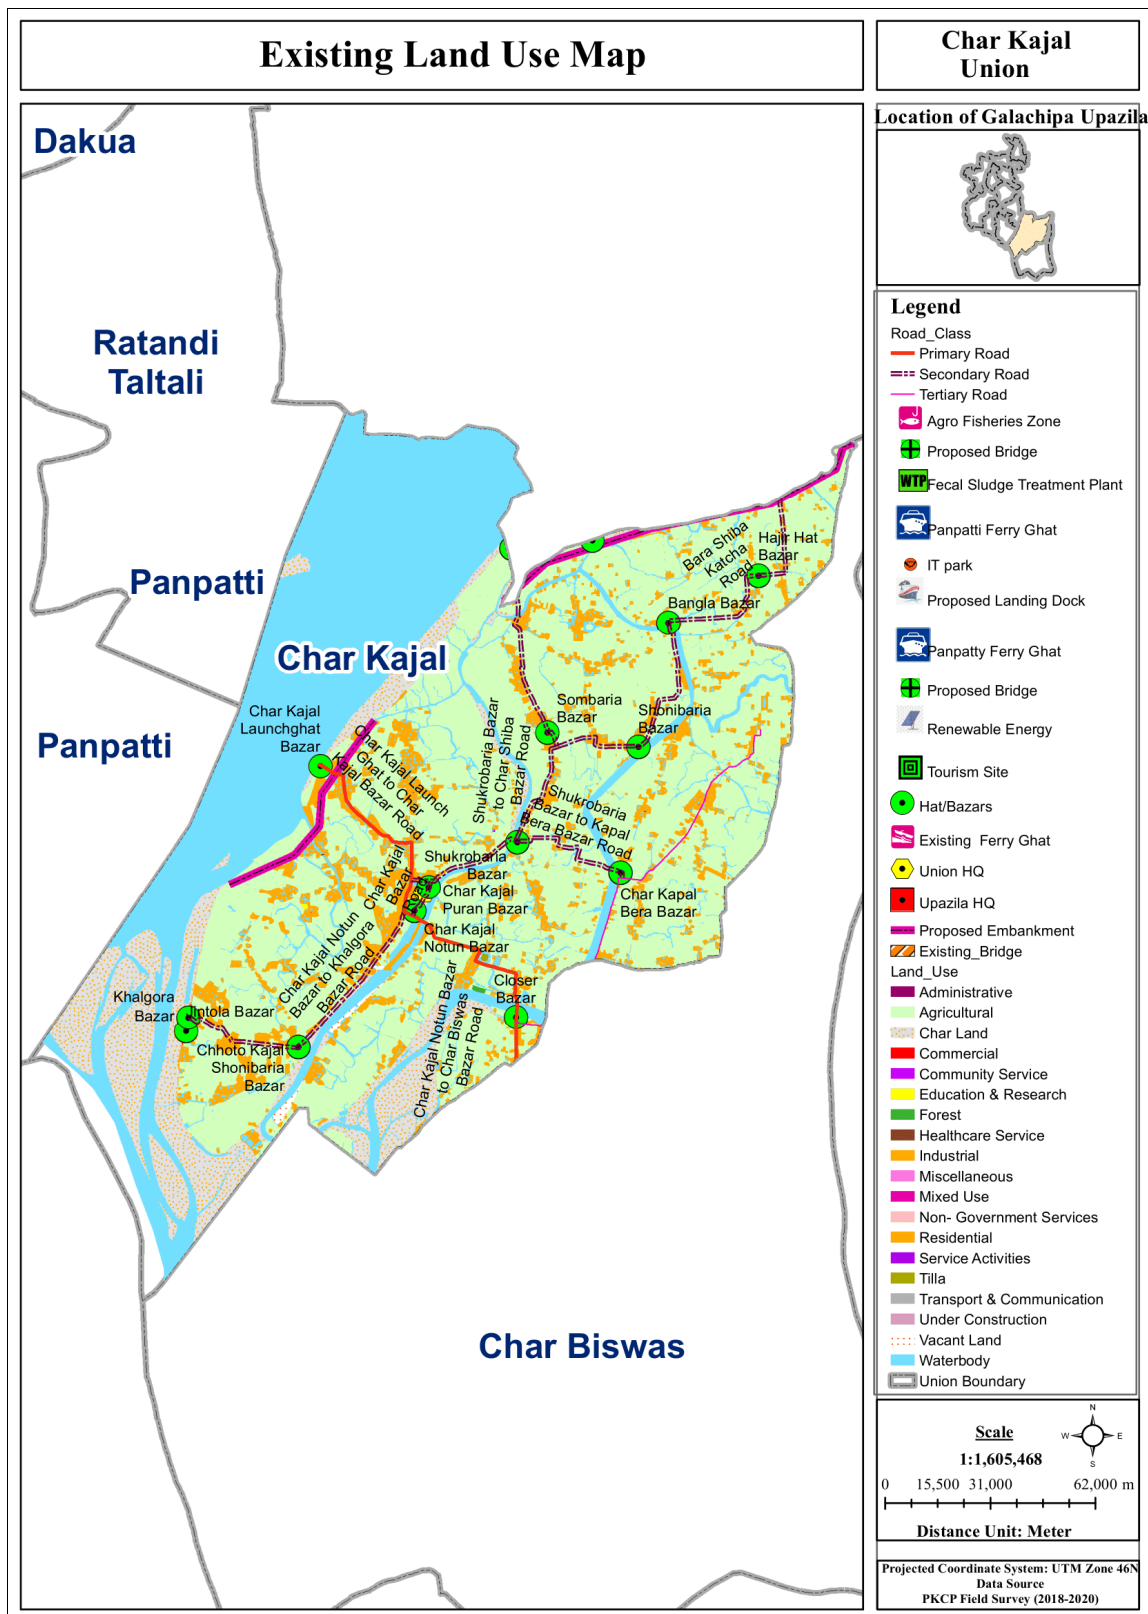 Existing Land Use Map
Char Kajal
Union
Location of Galachipa Upazila
Dakua
Ratandi
Taltali
Panpatti
Char Kajal
Panpatti
Char Biswas
Bara Shiba
Katcha
Road
Hajir Hat
Bazar
Bangla Bazar
Sombaria
Bazar
Shonibaria
Bazar
Char Kajal
Launchghat
Bazar
Char Kajal Launch
Ghat to Char
Kajal Bazar Road
Shukrobaria Bazar
to Char Shiba
Bazar Road
Shukrobaria
Bazar to Kapal
Bera Bazar Road
Shukrobaria
Bazar
Char Kajal
Bazar
Road
Char Kajal
Puran Bazar
Char Kapal
Bera Bazar
Char Kajal
Notun Bazar
Char Kajal Notun
Bazar to Khalgora
Bazar Road
Closer
Bazar
Khalgora
Bazar
Intola Bazar
Chhoto Kajal
Shonibaria
Bazar
Char Kajal Notun Bazar
to Char Biswas
Bazar Road
Legend
Road_Class
Primary Road
Secondary Road
Tertiary Road
Agro Fisheries Zone
Proposed Bridge
WTP Fecal Sludge Treatment Plant
Panpatti Ferry Ghat
IT park
Proposed Landing Dock
Panpatty Ferry Ghat
Proposed Bridge
Renewable Energy
Tourism Site
Hat/Bazars
Existing Ferry Ghat
Union HQ
Upazila HQ
Proposed Embankment
Existing_Bridge
Land_Use
Administrative
Agricultural
Char Land
Commercial
Community Service
Education & Research
Forest
Healthcare Service
Industrial
Miscellaneous
Mixed Use
Non- Government Services
Residential
Service Activities
Tilla
Transport & Communication
Under Construction
Vacant Land
Waterbody
Union Boundary
N
W E
S
Scale
1:1,605,468
0 15,500 31,000 62,000 m
Distance Unit: Meter
Projected Coordinate System: UTM Zone 46N
Data Source
PKCP Field Survey (2018-2020)